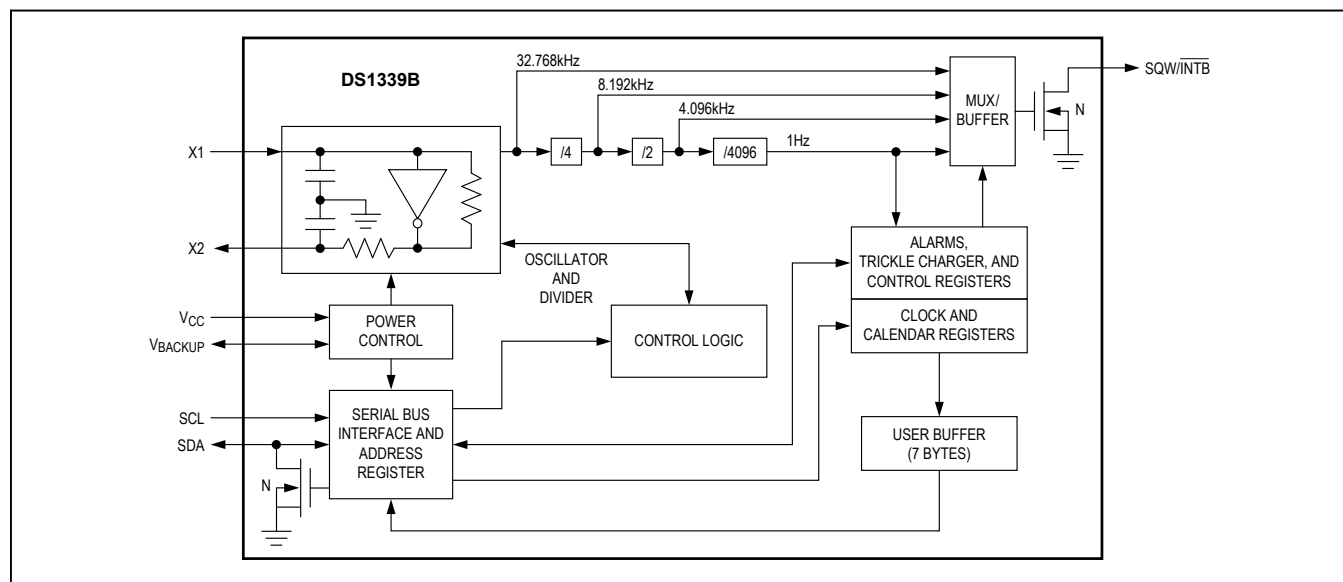 DS1339B
32.768kHz
8.192kHz
4.096kHz
1Hz
/4
/2
/4096
MUX/
BUFFER
N
SQW/INTB
X1
X2
OSCILLATOR
AND
DIVIDER
ALARMS,
TRICKLE CHARGER, AND
CONTROL REGISTERS
CLOCK AND
CALENDAR REGISTERS
VCC
VBACKUP
POWER
CONTROL
CONTROL LOGIC
SCL
SDA
SERIAL BUS
INTERFACE AND
ADDRESS
REGISTER
USER BUFFER
(7 BYTES)
N